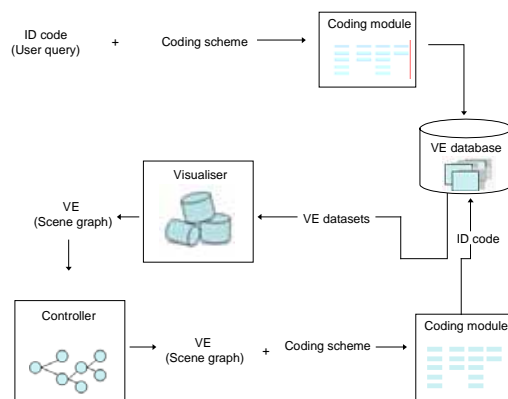 ID code
(User query)
+
Coding scheme
Coding module
VE database
Visualiser
VE
(Scene graph)
VE datasets
ID code
Controller
VE
(Scene graph)
+
Coding scheme
Coding module